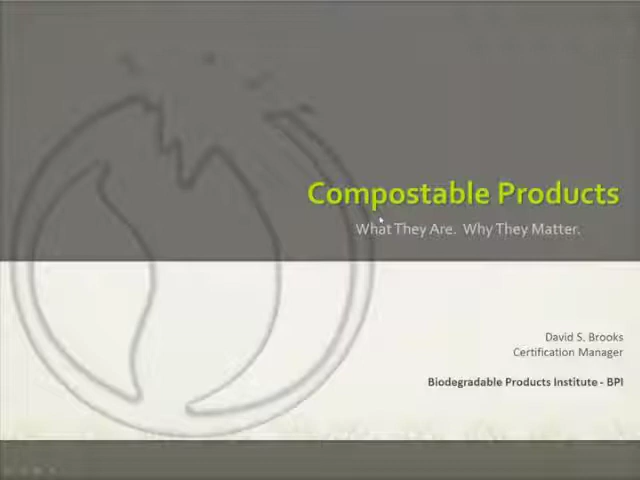 Compostable Products
What They Are. Why They Matter.
David S. Brooks
Certification Manager
Biodegradable Products Institute - BPI